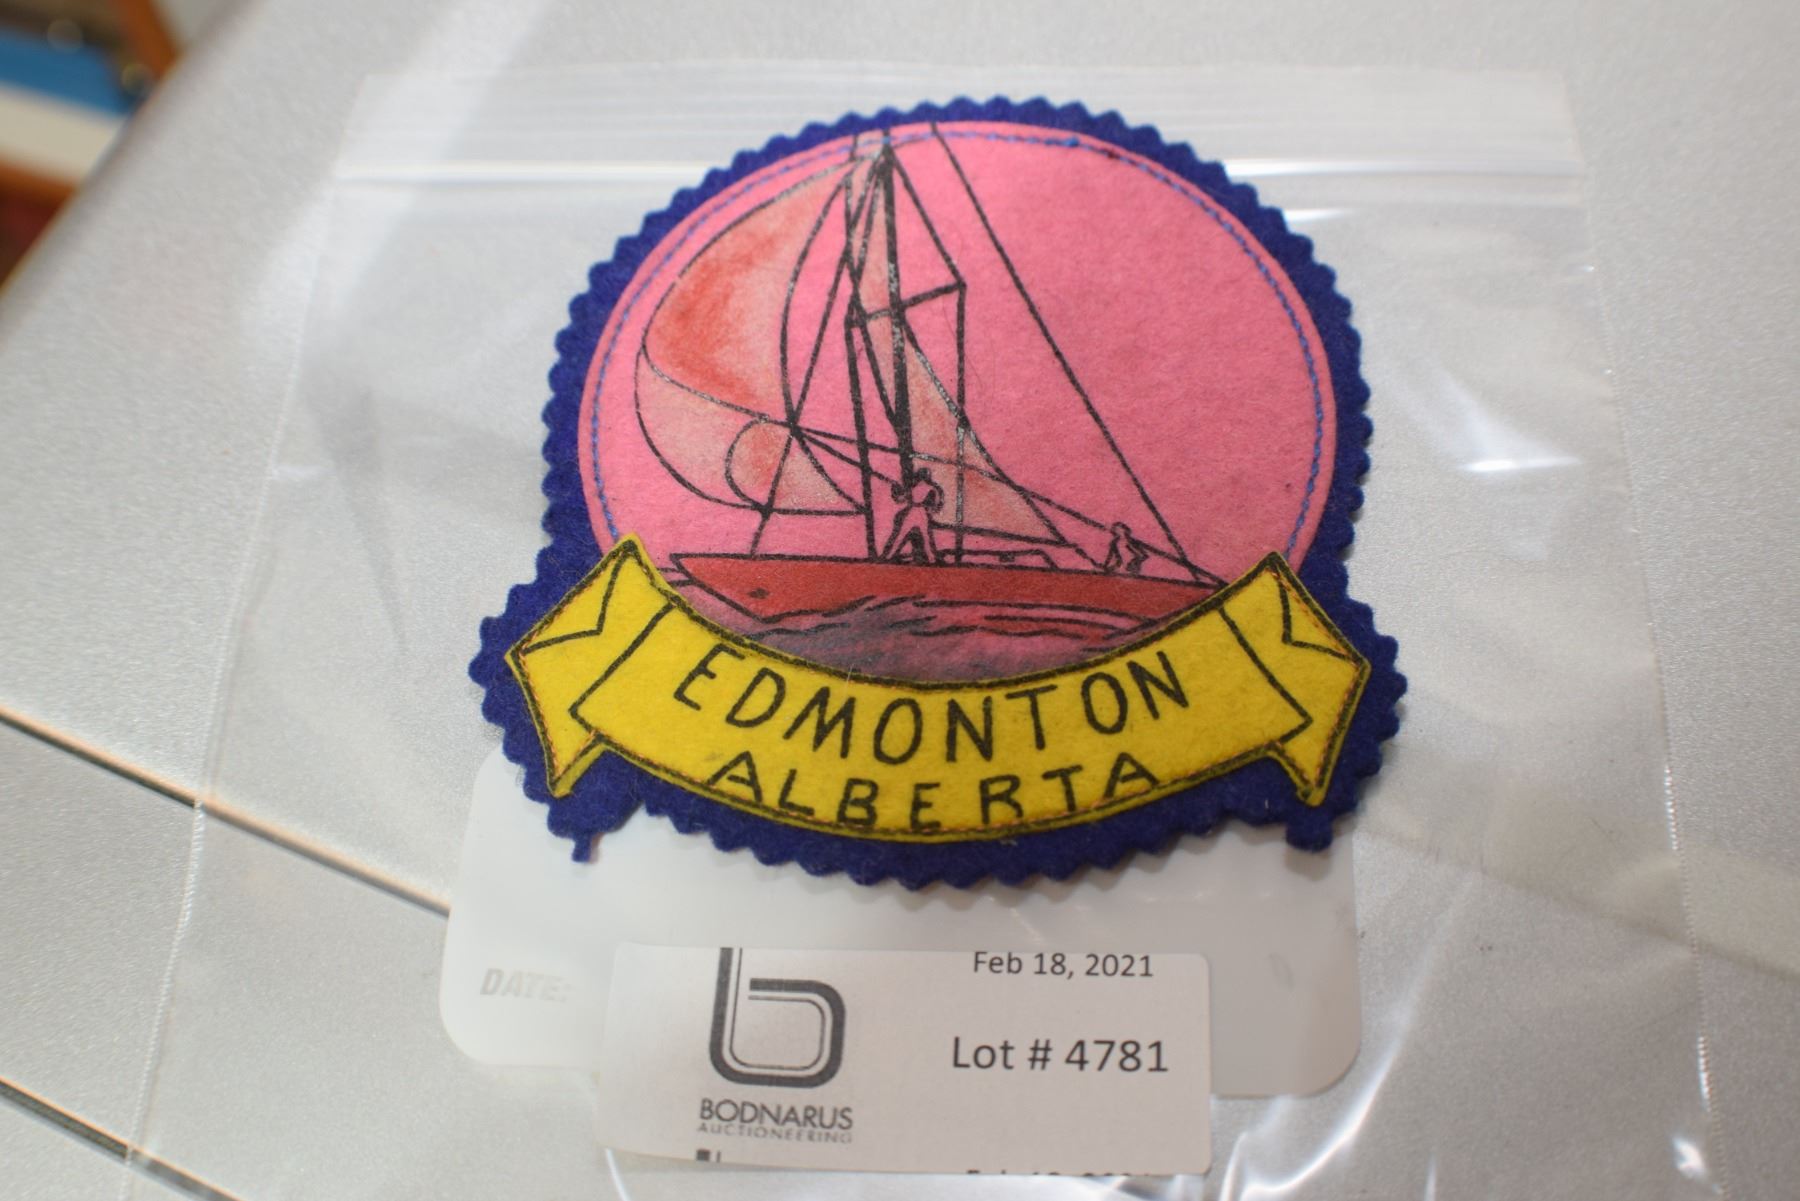 EDMONTON
ALBERTA
DATE:
Feb 18, 2021
Lot # 4781
BODNARUS
AUCTIONEERING